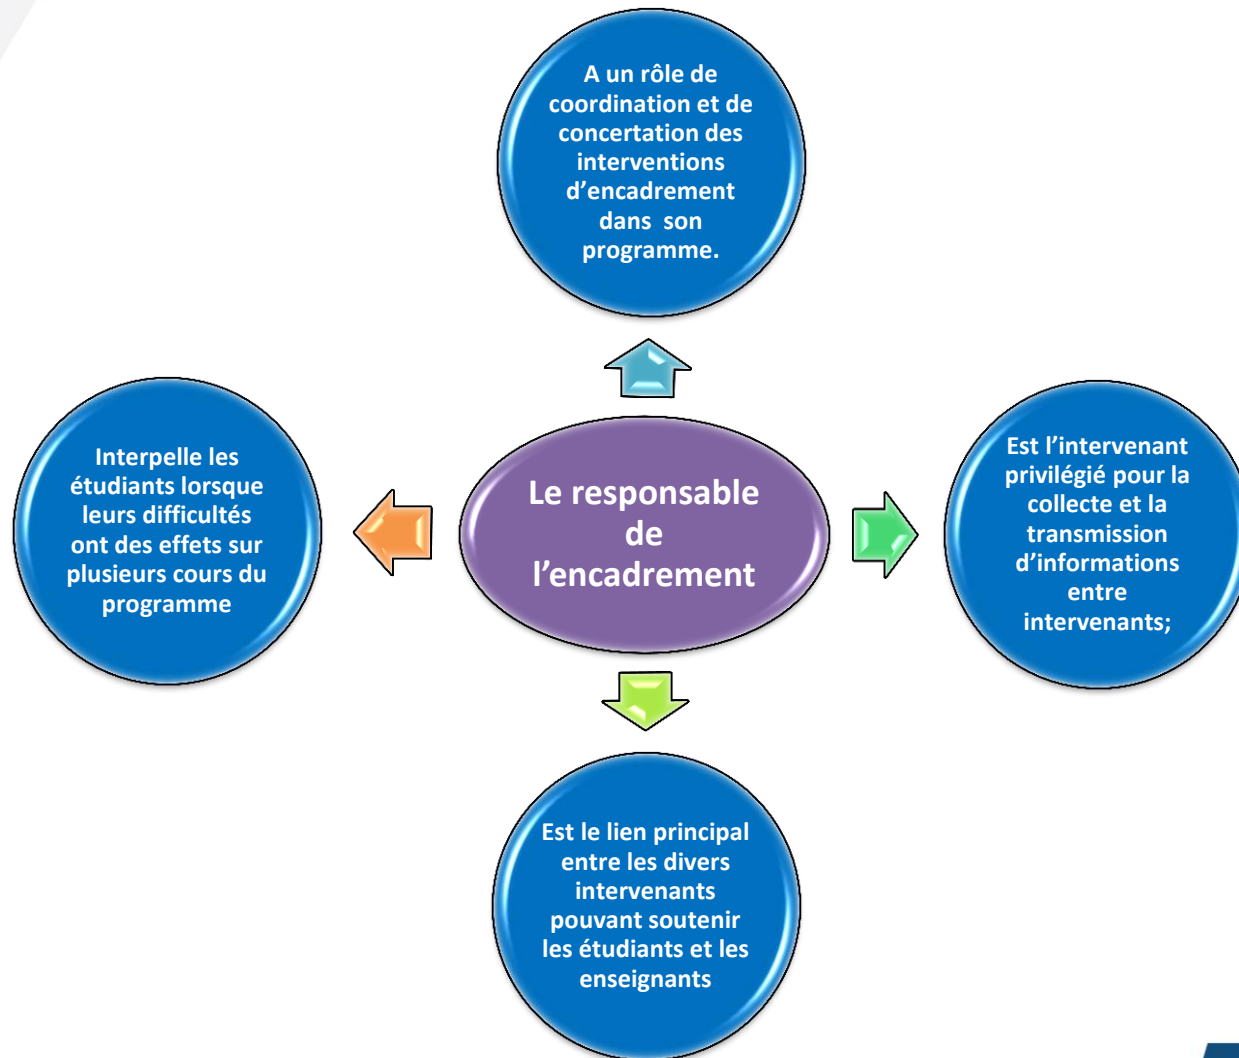 A un rôle de
coordination et de
concertation des
interventions
d’encadrement
dans  son
programme.
Interpelle les
étudiants lorsque
leurs difficultés
ont des effets sur
plusieurs cours du
programme
Le responsable
de
l’encadrement
Est l’intervenant
privilégié pour la
collecte et la
transmission
d’informations
entre
intervenants;
Est le lien principal
entre les divers
intervenants
pouvant soutenir
les étudiants et les
enseignants